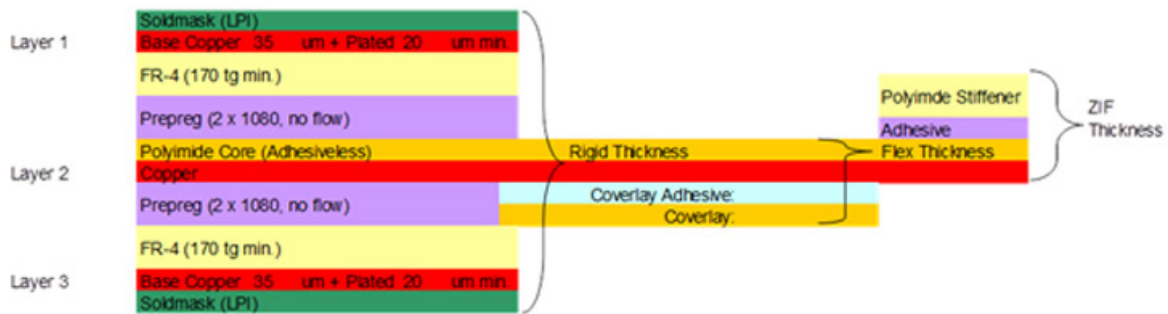 Soldmask (LPI)
Layer 1
Base Copper 35 um + Plated 20 um min.
FR-4 (170 tg min.)
Polyimde Stiffener
ZIF
Thickness
Prepreg (2 x 1080, no flow)
Adhesive
Polyimide Core (Adhesiveless)
Rigid Thickness
Flex Thickness
Layer 2
Copper
Coverlay Adhesive:
Prepreg (2 x 1080, no flow)
Coverlay:
FR-4 (170 tg min.)
Layer 3
Base Copper 35 um + Plated 20 um min.
Soldmask (LPI)